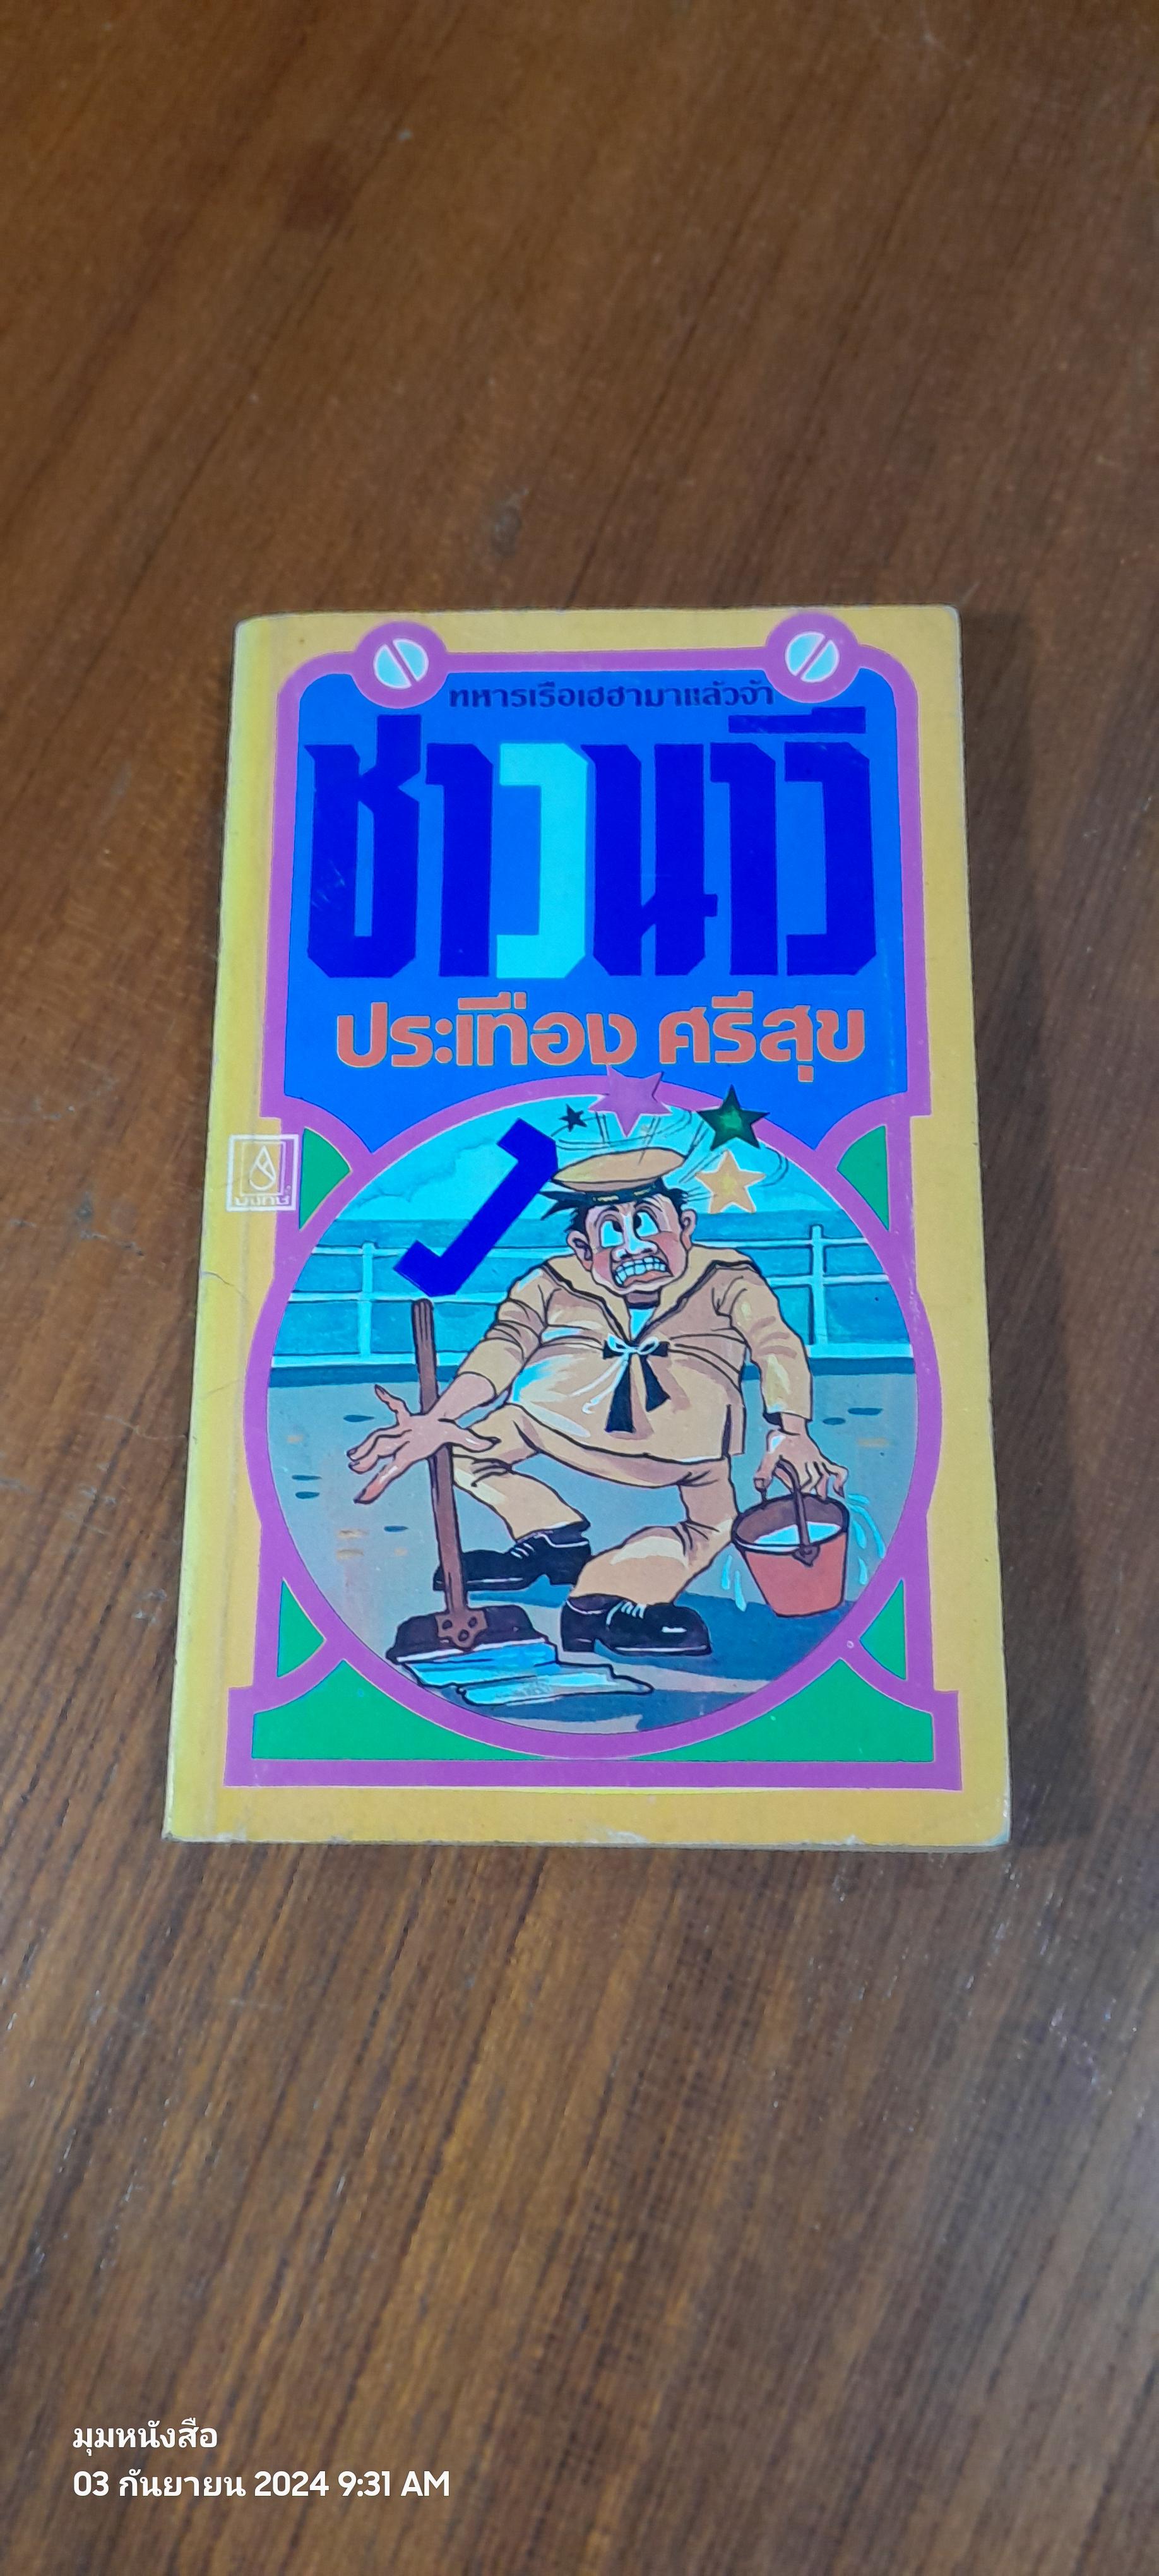 ทหารเรือเฮฮามาแล้วจ้า
ชาวนาวี
ประเทือง ศรีสุข
มุมหนังสือ
03 กันยายน 2024 9:31 AM